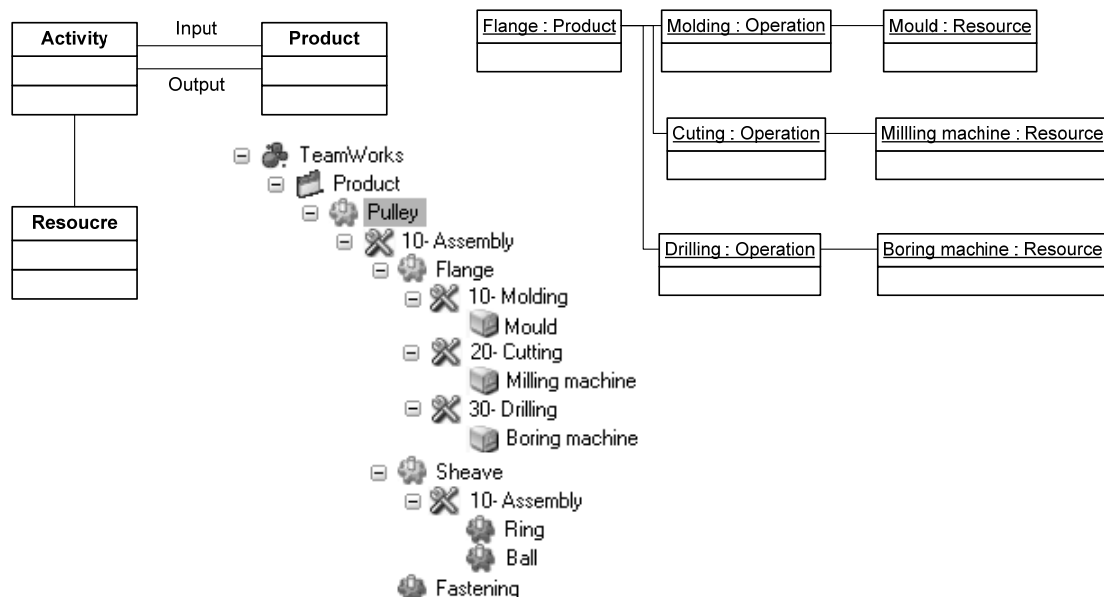 Activity
Input
Product
Output
Resoucre
Flange : Product
Molding : Operation
Mould : Resource
Cuting : Operation
Millling machine : Resource
Drilling : Operation
Boring machine : Resource
TeamWorks
Product
Pulley
10- Assembly
Flange
10- Molding
Mould
20- Cutting
Milling machine
30- Drilling
Boring machine
Sheave
10- Assembly
Ring
Ball
Fastening